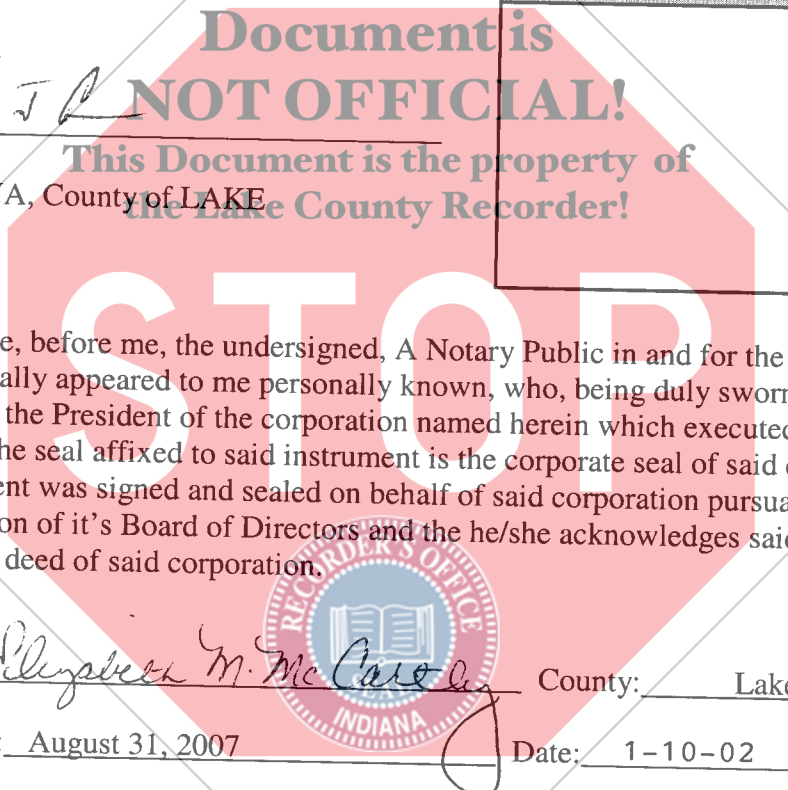 Document is
NOT OFFICIAL!
This Document is the property of
the Lake County Recorder!
A, County of LAKE
STOP
e, before me, the undersigned, A Notary Public in and for the
ally appeared to me personally known, who, being duly sworn
the President of the corporation named herein which executed
he seal affixed to said instrument is the corporate seal of said
ent was signed and sealed on behalf of said corporation pursua
on of it's Board of Directors and the he/she acknowledges said
deed of said corporation.
RECORDER'S OFFICE
INDIANA
Elizabeth M. McCartley County: Lake
August 31, 2007 Date: 1-10-02